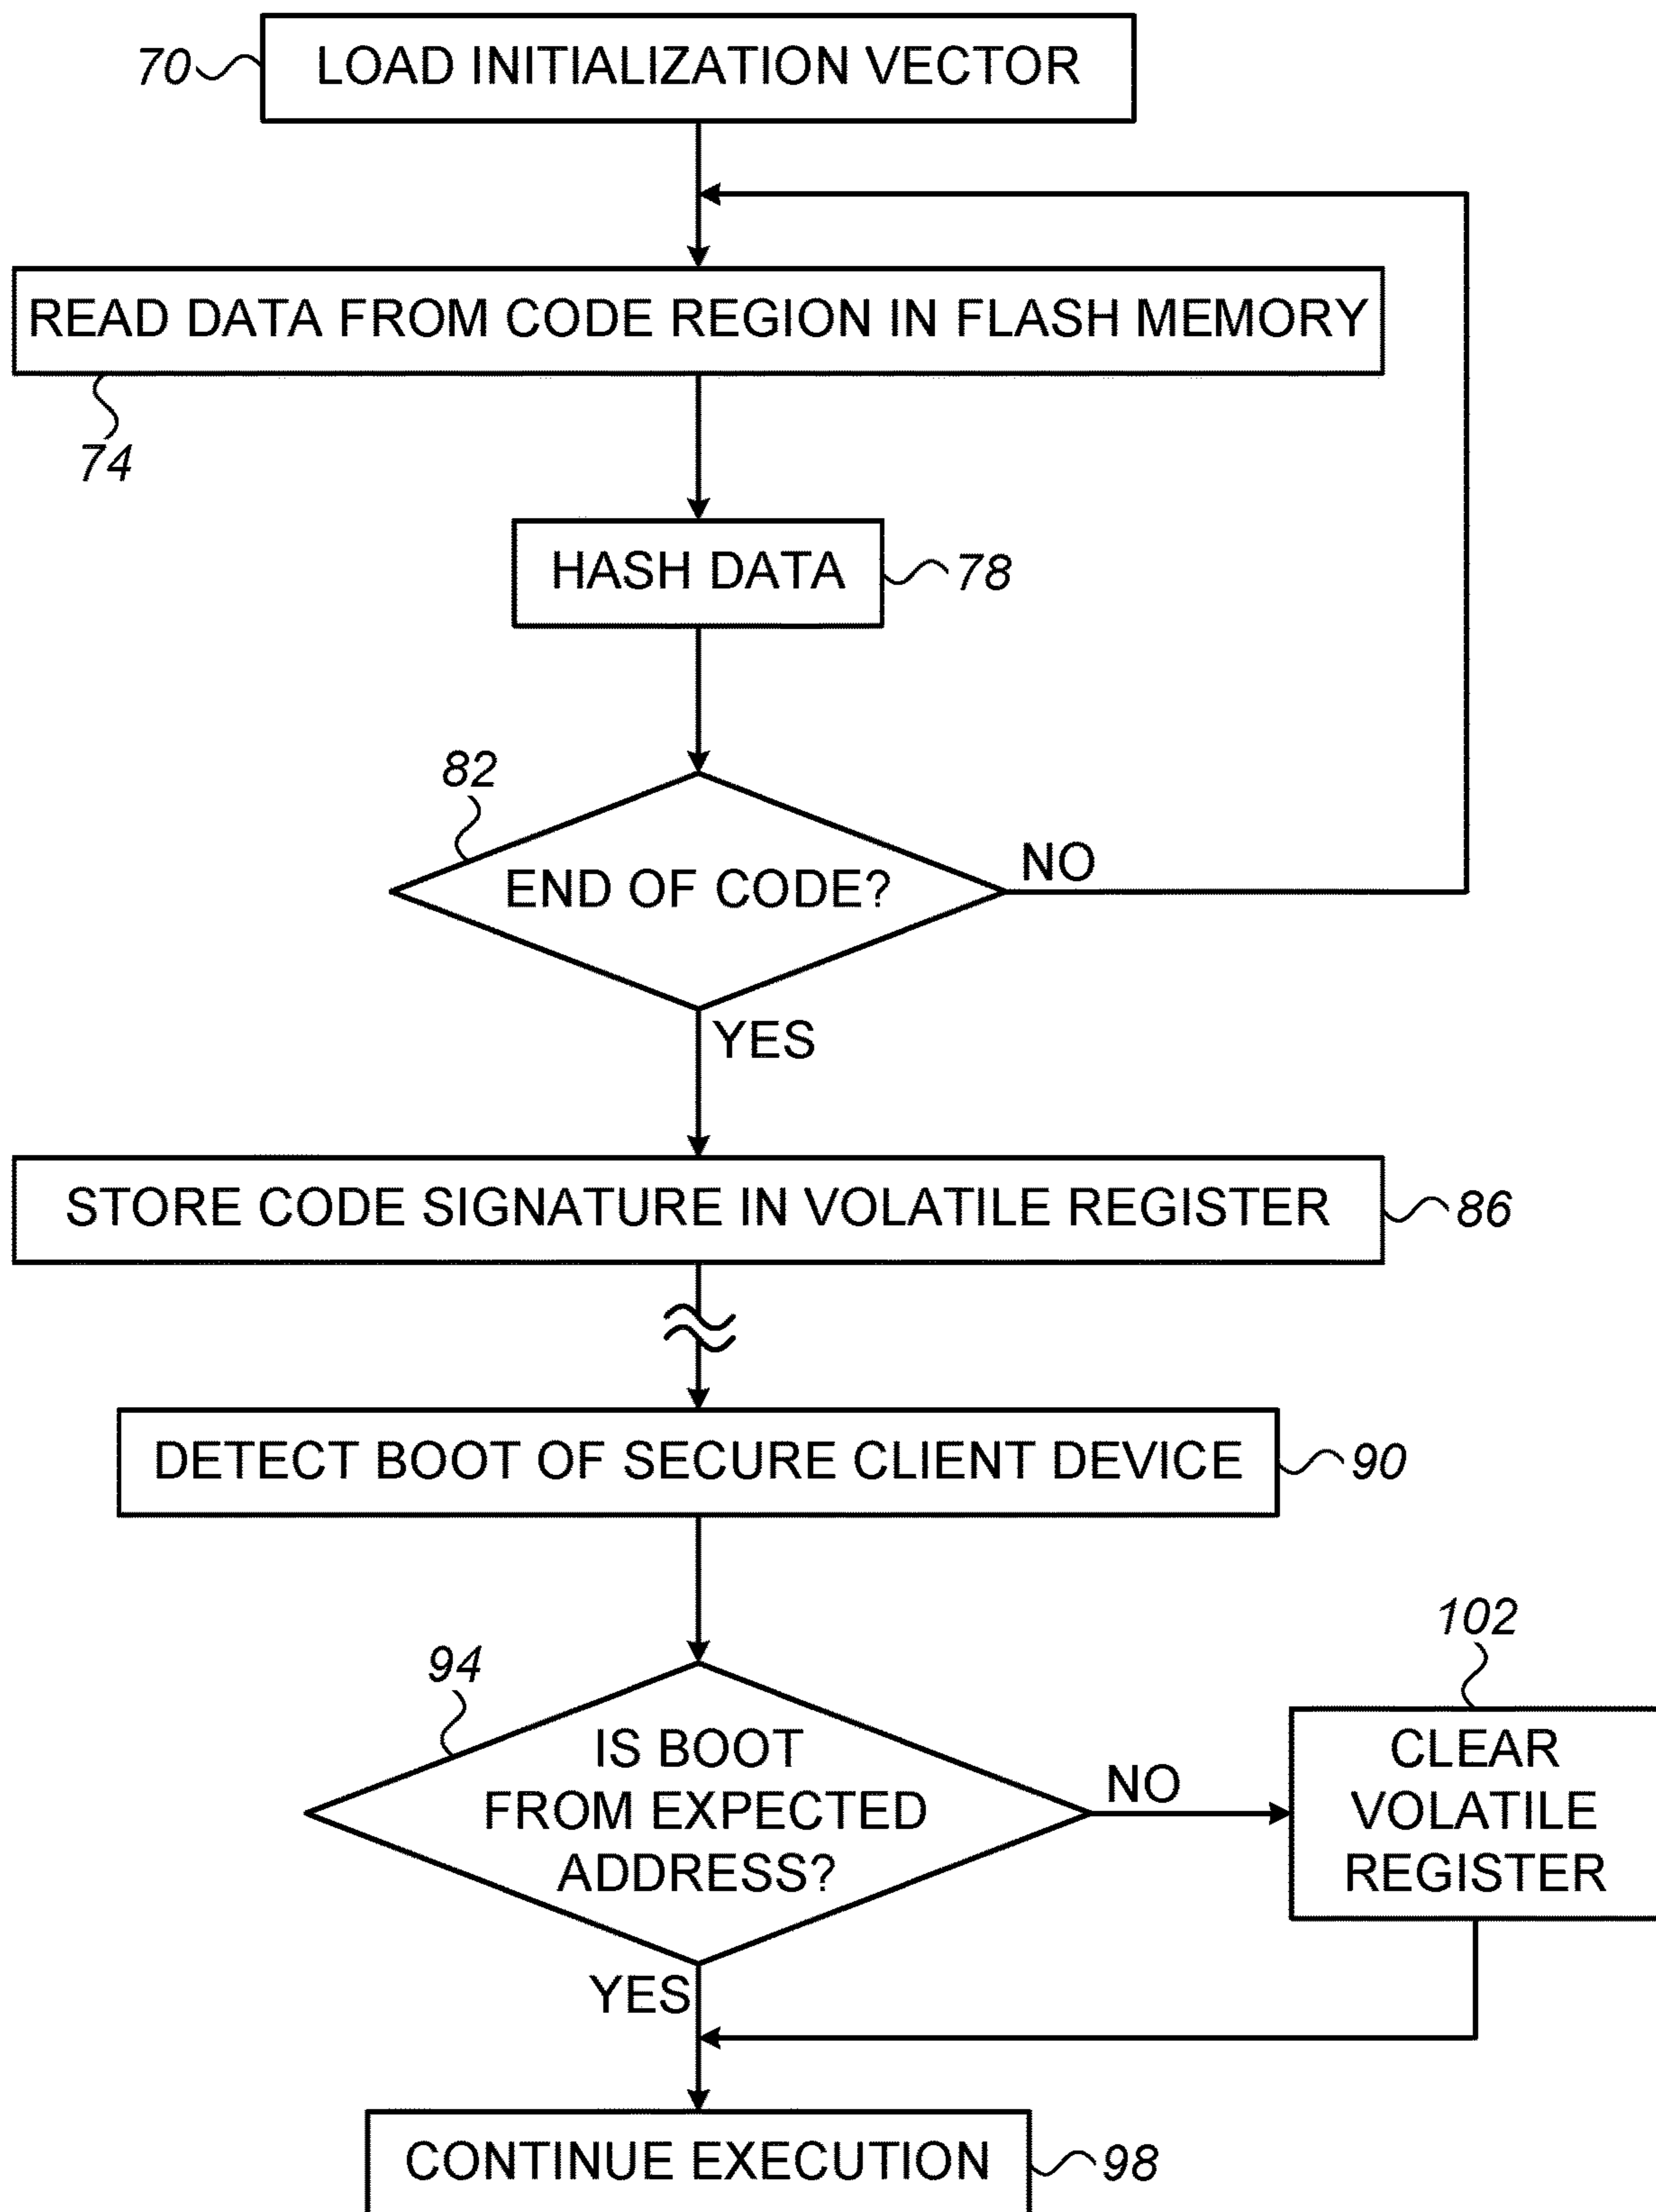 70
LOAD INITIALIZATION VECTOR
READ DATA FROM CODE REGION IN FLASH MEMORY
74
HASH DATA
78
82
END OF CODE?
NO
YES
STORE CODE SIGNATURE IN VOLATILE REGISTER
86
DETECT BOOT OF SECURE CLIENT DEVICE
90
94
IS BOOT
FROM EXPECTED
ADDRESS?
NO
102
CLEAR
VOLATILE
REGISTER
YES
CONTINUE EXECUTION
98